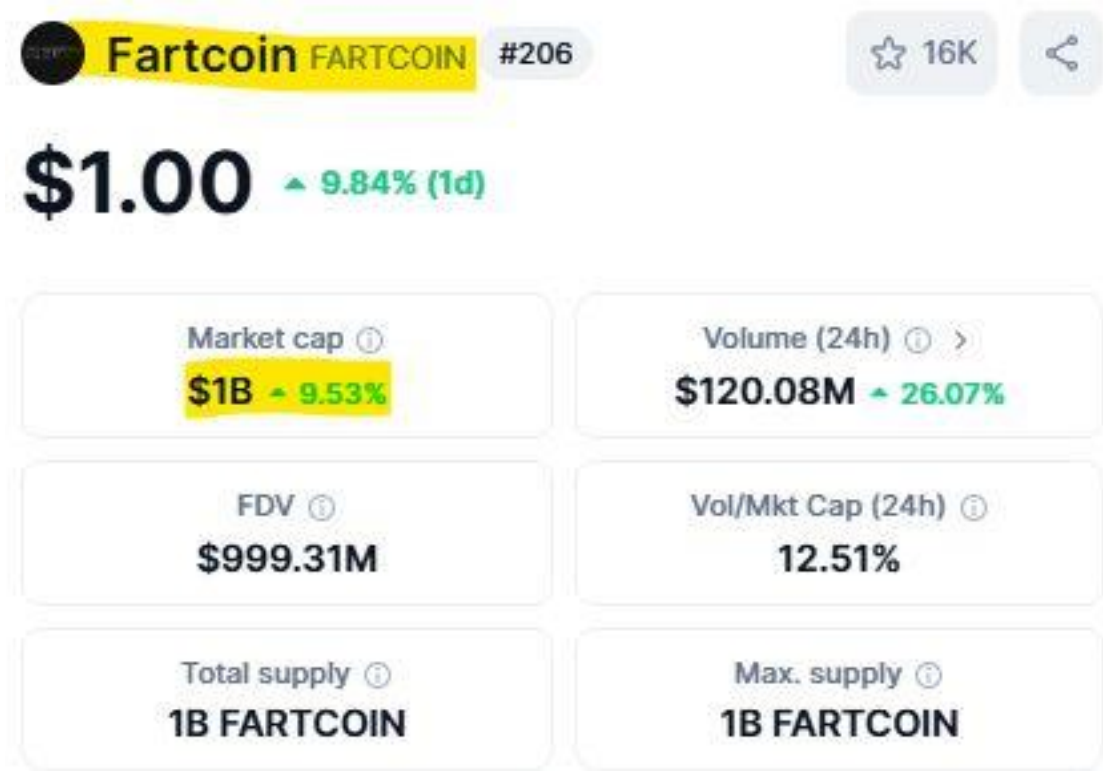 Fartcoin FARTCOIN #206 16K
$1.00 9.84% (1d)
Market cap
$1B 9.53%
Volume (24h)
$120.08M 26.07%
FDV
$999.31M
Vol/Mkt Cap (24h)
12.51%
Total supply
1B FARTCOIN
Max. supply
1B FARTCOIN